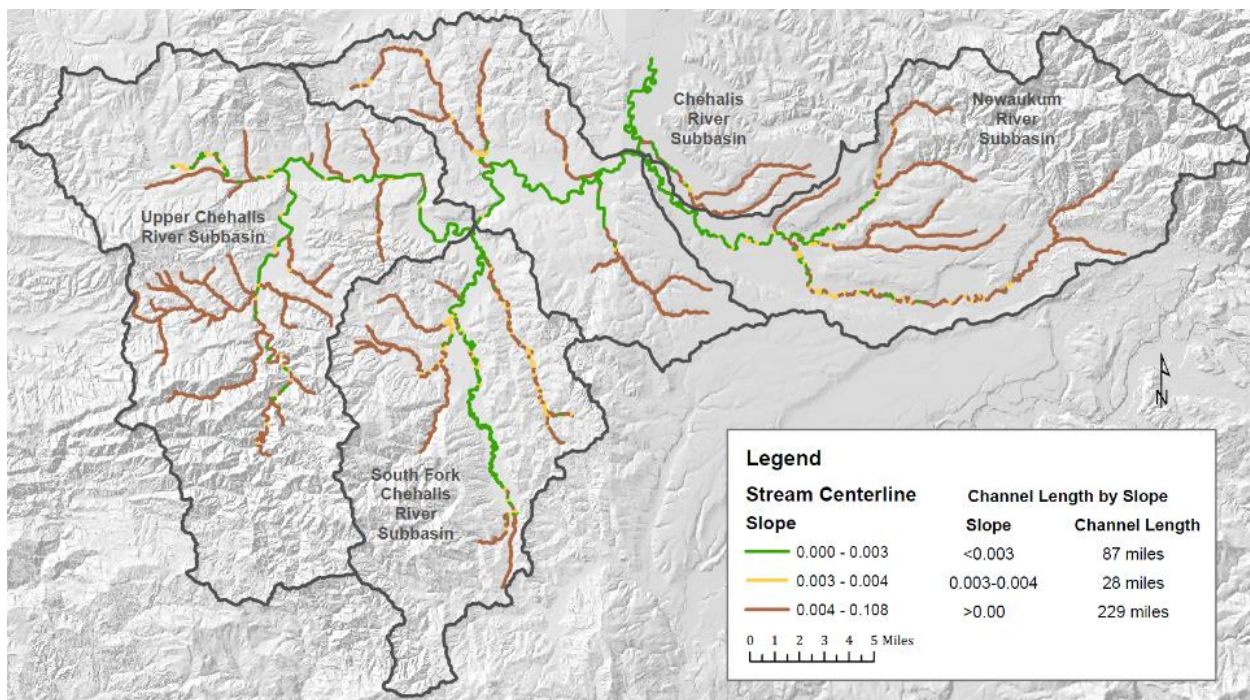 Chehalis
River
Subbasin
Newaukum
River
Subbasin
Upper Chehalis
River Subbasin
South Fork
Chehalis
River
Subbasin
N
Legend
Stream Centerline
Slope
0.000 - 0.003
0.003 - 0.004
0.004 - 0.108
Channel Length by Slope
Slope Channel Length
<0.003 87 miles
0.003-0.004 28 miles
>0.00 229 miles
0 1 2 3 4 5 Miles